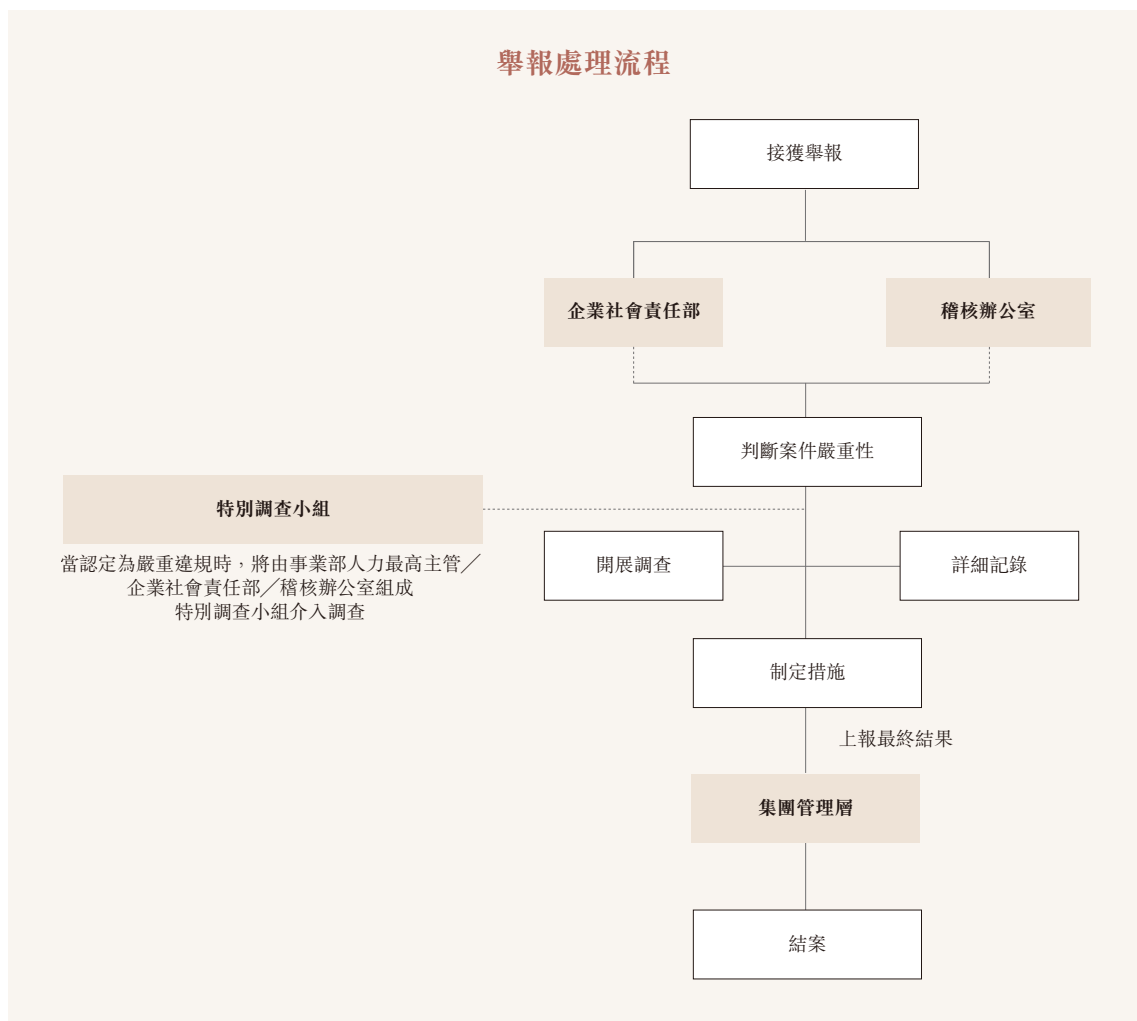 舉報處理流程
接獲舉報
企業社會責任部
稽核辦公室
判斷案件嚴重性
特別調查小組
當認定為嚴重違規時，將由事業部人力最高主管╱
企業社會責任部╱稽核辦公室組成
特別調查小組介入調查
開展調查
詳細記錄
制定措施
上報最終結果
集團管理層
結案